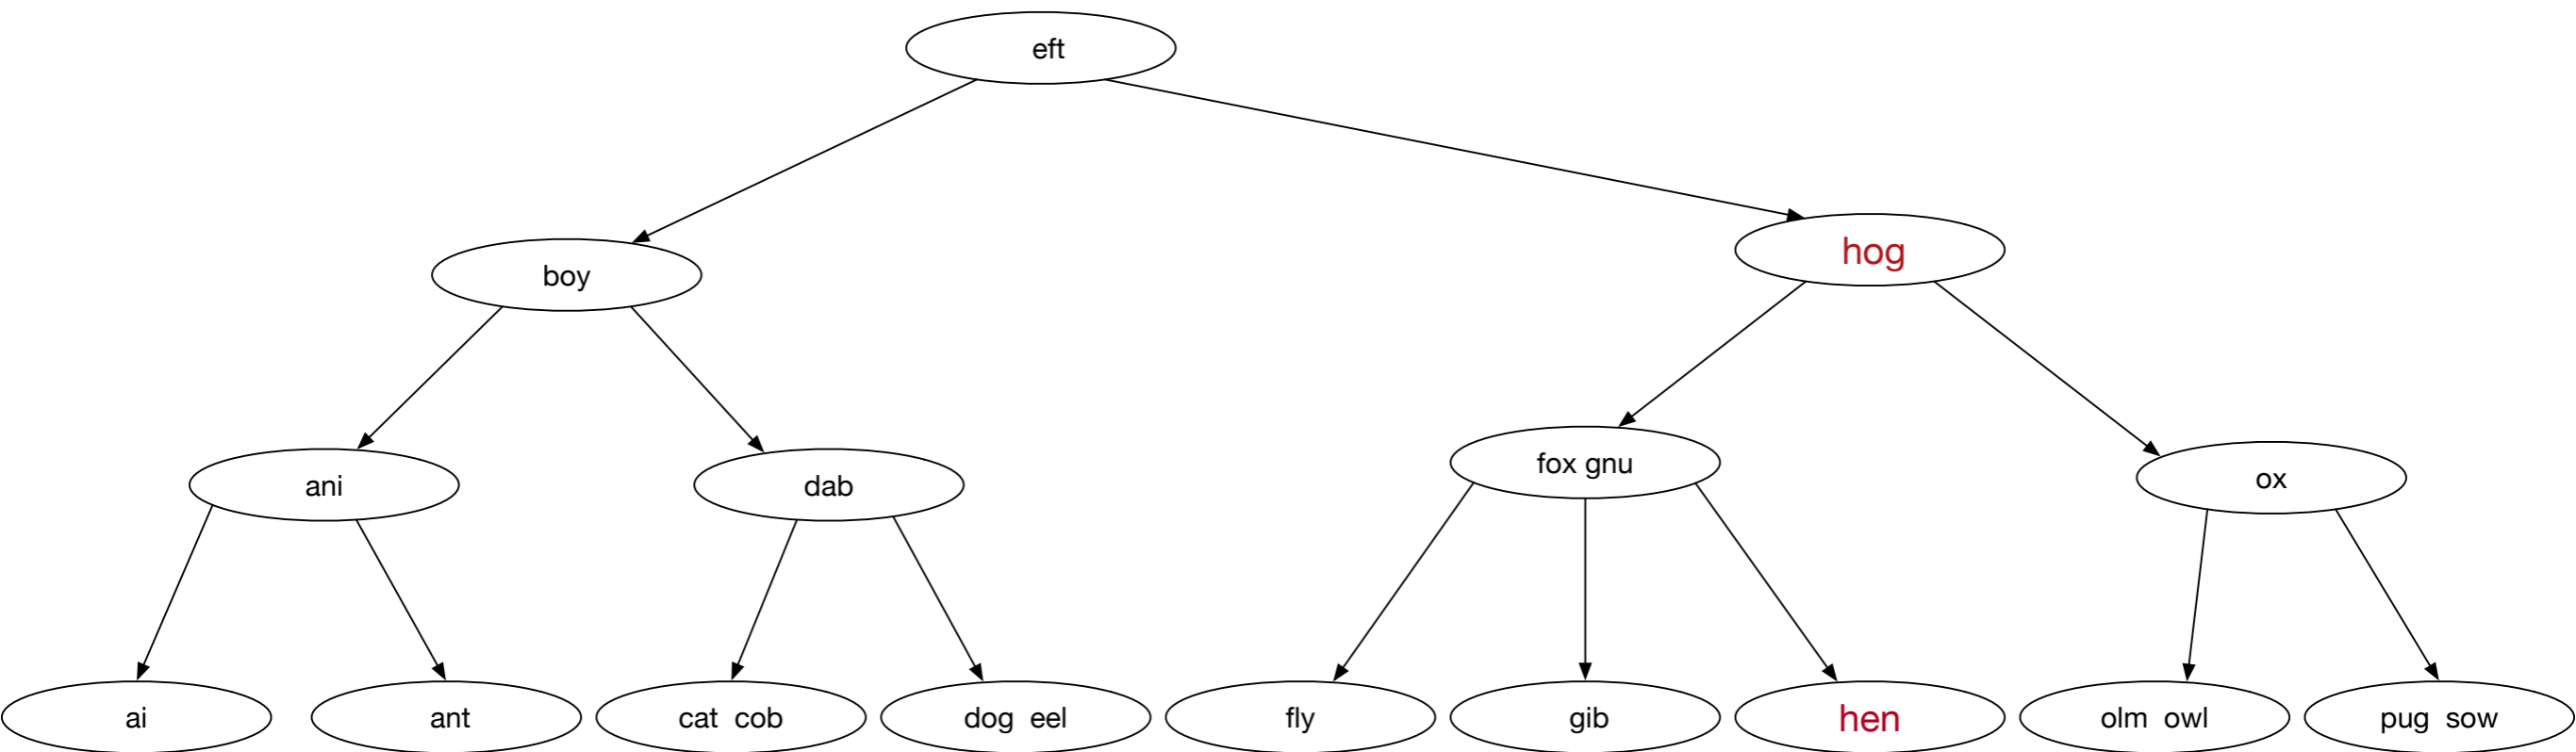 eft
boy
hog
ani
dab
fox gnu
ox
ai
ant
cat cob
dog eel
fly
gib
hen
olm owl
pug sow